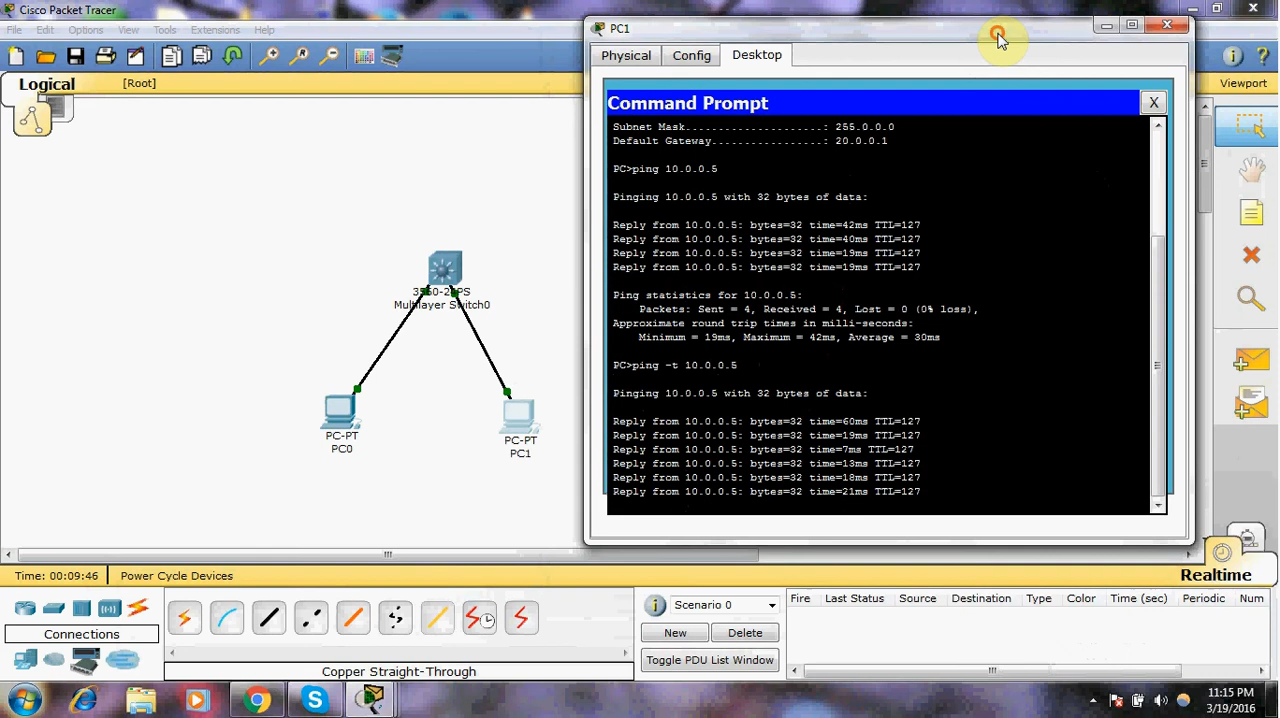 Cisco Packet Tracer
File Edit Options View Tools Extensions Help
Logical
[Root]
Viewport
PC1
Physical Config Desktop
Command Prompt
X
Subnet Mask.....................: 255.0.0.0
Default Gateway.................: 20.0.0.1
PC>ping 10.0.0.5
Pinging 10.0.0.5 with 32 bytes of data:
Reply from 10.0.0.5: bytes=32 time=42ms TTL=127
Reply from 10.0.0.5: bytes=32 time=40ms TTL=127
Reply from 10.0.0.5: bytes=32 time=19ms TTL=127
Reply from 10.0.0.5: bytes=32 time=19ms TTL=127
Ping statistics for 10.0.0.5:
Packets: Sent = 4, Received = 4, Lost = 0 (0% loss),
Approximate round trip times in milli-seconds:
Minimum = 19ms, Maximum = 42ms, Average = 30ms
PC>ping -t 10.0.0.5
Pinging 10.0.0.5 with 32 bytes of data:
Reply from 10.0.0.5: bytes=32 time=60ms TTL=127
Reply from 10.0.0.5: bytes=32 time=19ms TTL=127
Reply from 10.0.0.5: bytes=32 time=7ms TTL=127
Reply from 10.0.0.5: bytes=32 time=13ms TTL=127
Reply from 10.0.0.5: bytes=32 time=18ms TTL=127
Reply from 10.0.0.5: bytes=32 time=21ms TTL=127
Multilayer Switch0
PC-PT
PC0
PC-PT
PC1
Time: 00:09:46
Power Cycle Devices
Realtime
Connections
Copper Straight-Through
Scenario 0
New
Delete
Toggle PDU List Window
Fire Last Status Source Destination Type Color Time (sec) Periodic Num
11:15 PM
3/19/2016